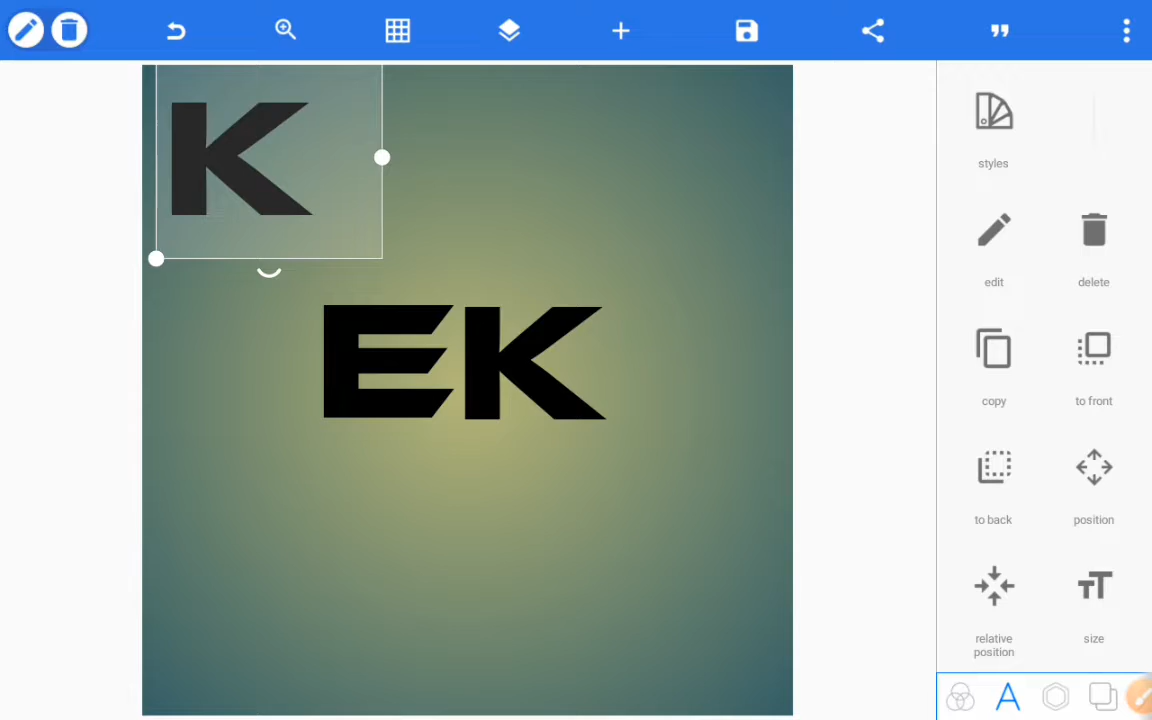 K
EK
styles
edit
delete
copy
to front
to back
position
relative
position
size